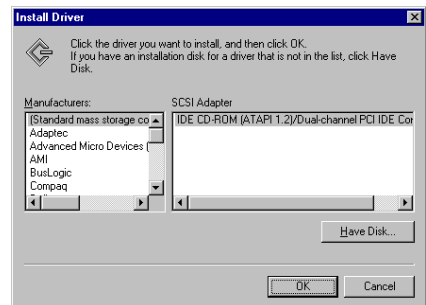 Install Driver
Click the driver you want to install, and then click OK.
If you have an installation disk for a driver that is not in the list, click Have
Disk.
Manufacturers:
(Standard mass storage co
Adaptec
Advanced Micro Devices (
AMI
BusLogic
Compaq
SCSI Adapter
IDE CD-ROM (ATAPI 1.2)/Dual-channel PCI IDE Cor
Have Disk...
OK
Cancel